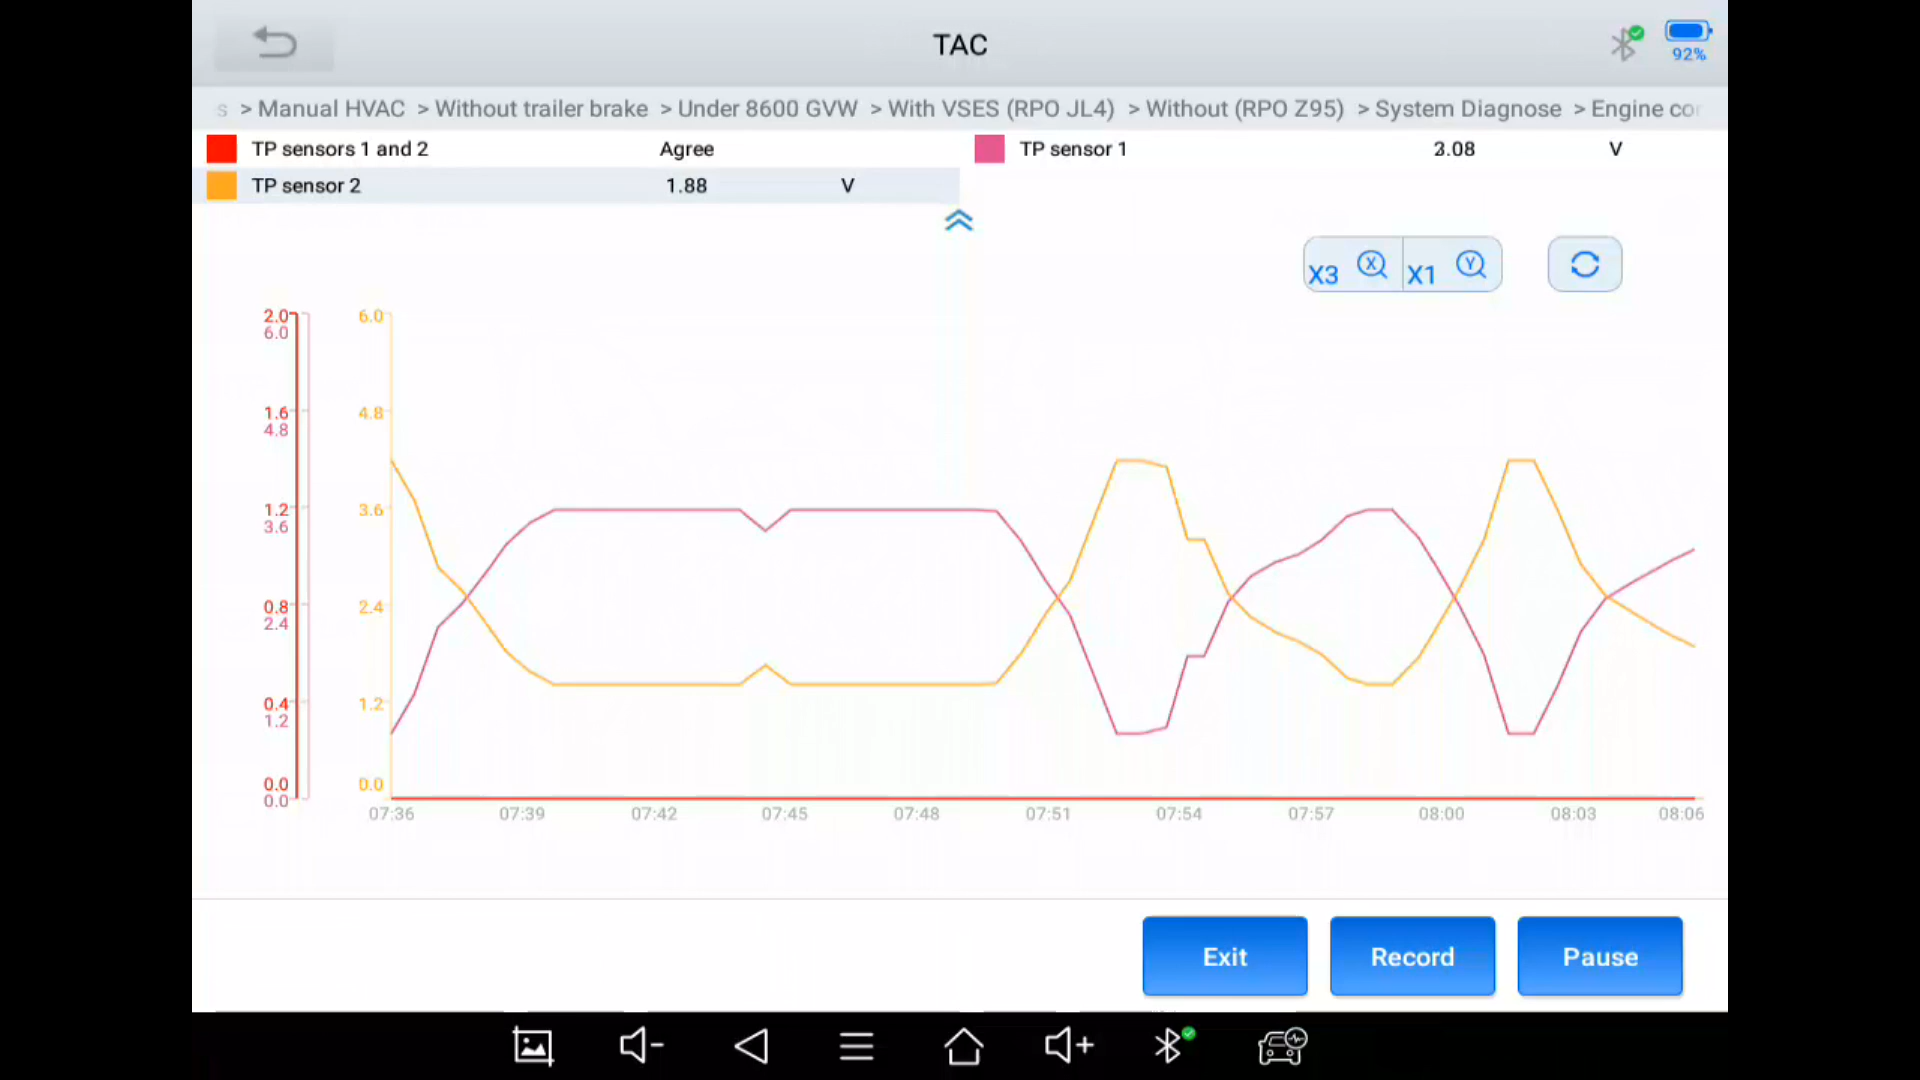 TAC
92%
s > Manual HVAC > Without trailer brake > Under 8600 GVW > With VSES (RPO JL4) > Without (RPO Z95) > System Diagnose > Engine cor
TP sensors 1 and 2 Agree
TP sensor 1 3.08 V
TP sensor 2 1.88 V
X3 X X1 Y
2.0
6.0
6.0
1.6
4.8
4.8
1.2
3.6
3.6
0.8
2.4
2.4
0.4
1.2
1.2
0.0
0.0
0.0
07:36 07:39 07:42 07:45 07:48 07:51 07:54 07:57 08:00 08:03 08:06
Exit Record Pause